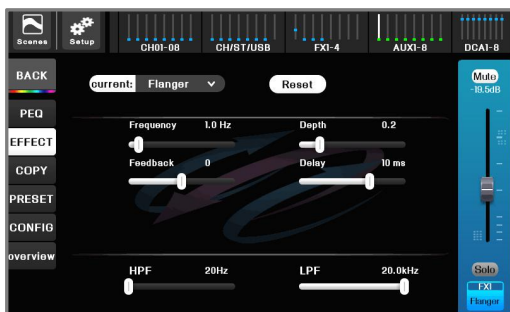 Scenes
Setup
CH01-08
CH/ST/USB
FX1-4
AUX1-8
DCA1-8
BACK
current: Flanger
Reset
Mute
-19.5dB
PEQ
Frequency 1.0 Hz
Depth 0.2
EFFECT
Feedback 0
Delay 10 ms
COPY
PRESET
CONFIG
overview
HPF 20Hz
LPF 20.0kHz
Solo
FX1
Flanger